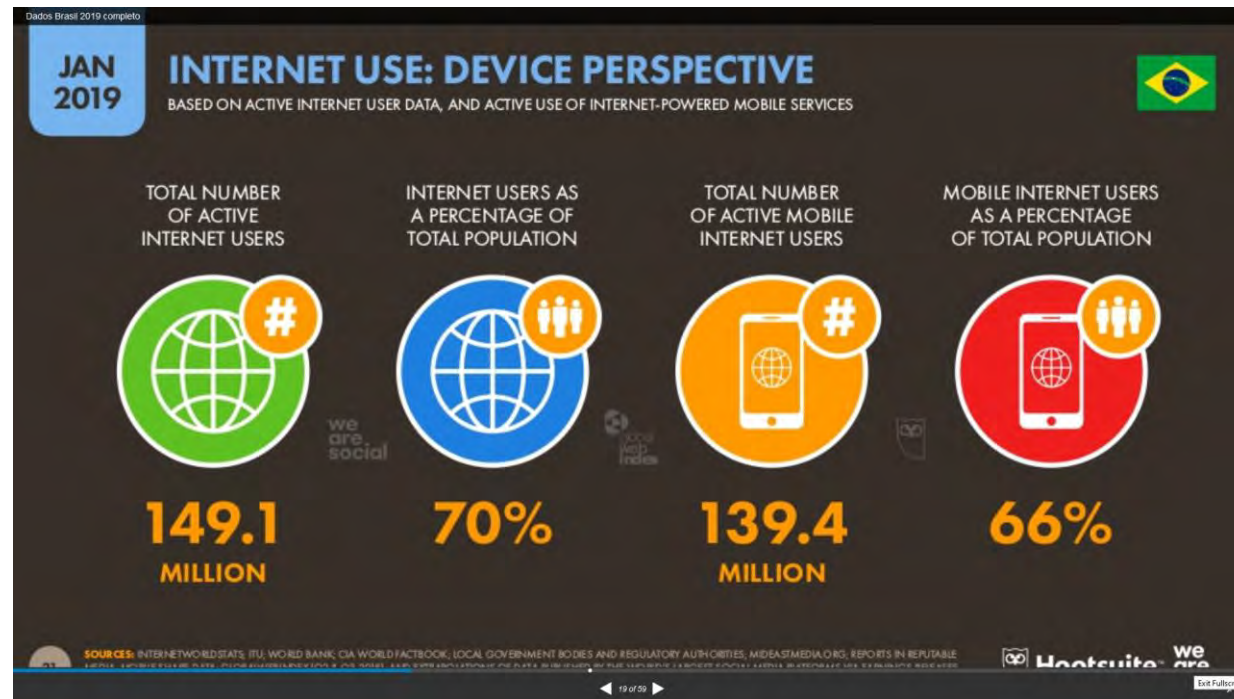 Dados Brasil 2019 completo
JAN
2019
INTERNET USE: DEVICE PERSPECTIVE
BASED ON ACTIVE INTERNET USER DATA, AND ACTIVE USE OF INTERNET-POWERED MOBILE SERVICES
TOTAL NUMBER
OF ACTIVE
INTERNET USERS
#
149.1
MILLION
INTERNET USERS AS
A PERCENTAGE OF
TOTAL POPULATION
70%
TOTAL NUMBER
OF ACTIVE MOBILE
INTERNET USERS
#
139.4
MILLION
MOBILE INTERNET USERS
AS A PERCENTAGE
OF TOTAL POPULATION
66%
we
are
social
global
web
index
SOURCES: INTERNETWORLDSTATS; ITU; WORLD BANK; CIA WORLD FACTBOOK; LOCAL GOVERNMENT BODIES AND REGULATORY AUTHORITIES; MIDEASTMEDIA.ORG; REPORTS IN REPUTABLE
Hootsuite
we
are
19 of 59
Exit Fullscr